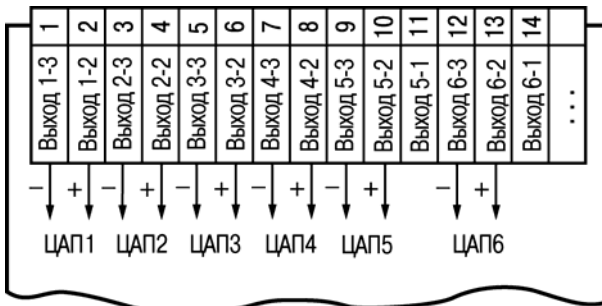 1 2 3 4 5 6 7 8 9 10 11 12 13 14
Выход 1-3 Выход 1-2 Выход 2-3 Выход 2-2 Выход 3-3 Выход 3-2 Выход 4-3 Выход 4-2 Выход 5-3 Выход 5-2 Выход 5-1 Выход 6-3 Выход 6-2 Выход 6-1 ...
− + − + − + − + − + − +
ЦАП1 ЦАП2 ЦАП3 ЦАП4 ЦАП5 ЦАП6